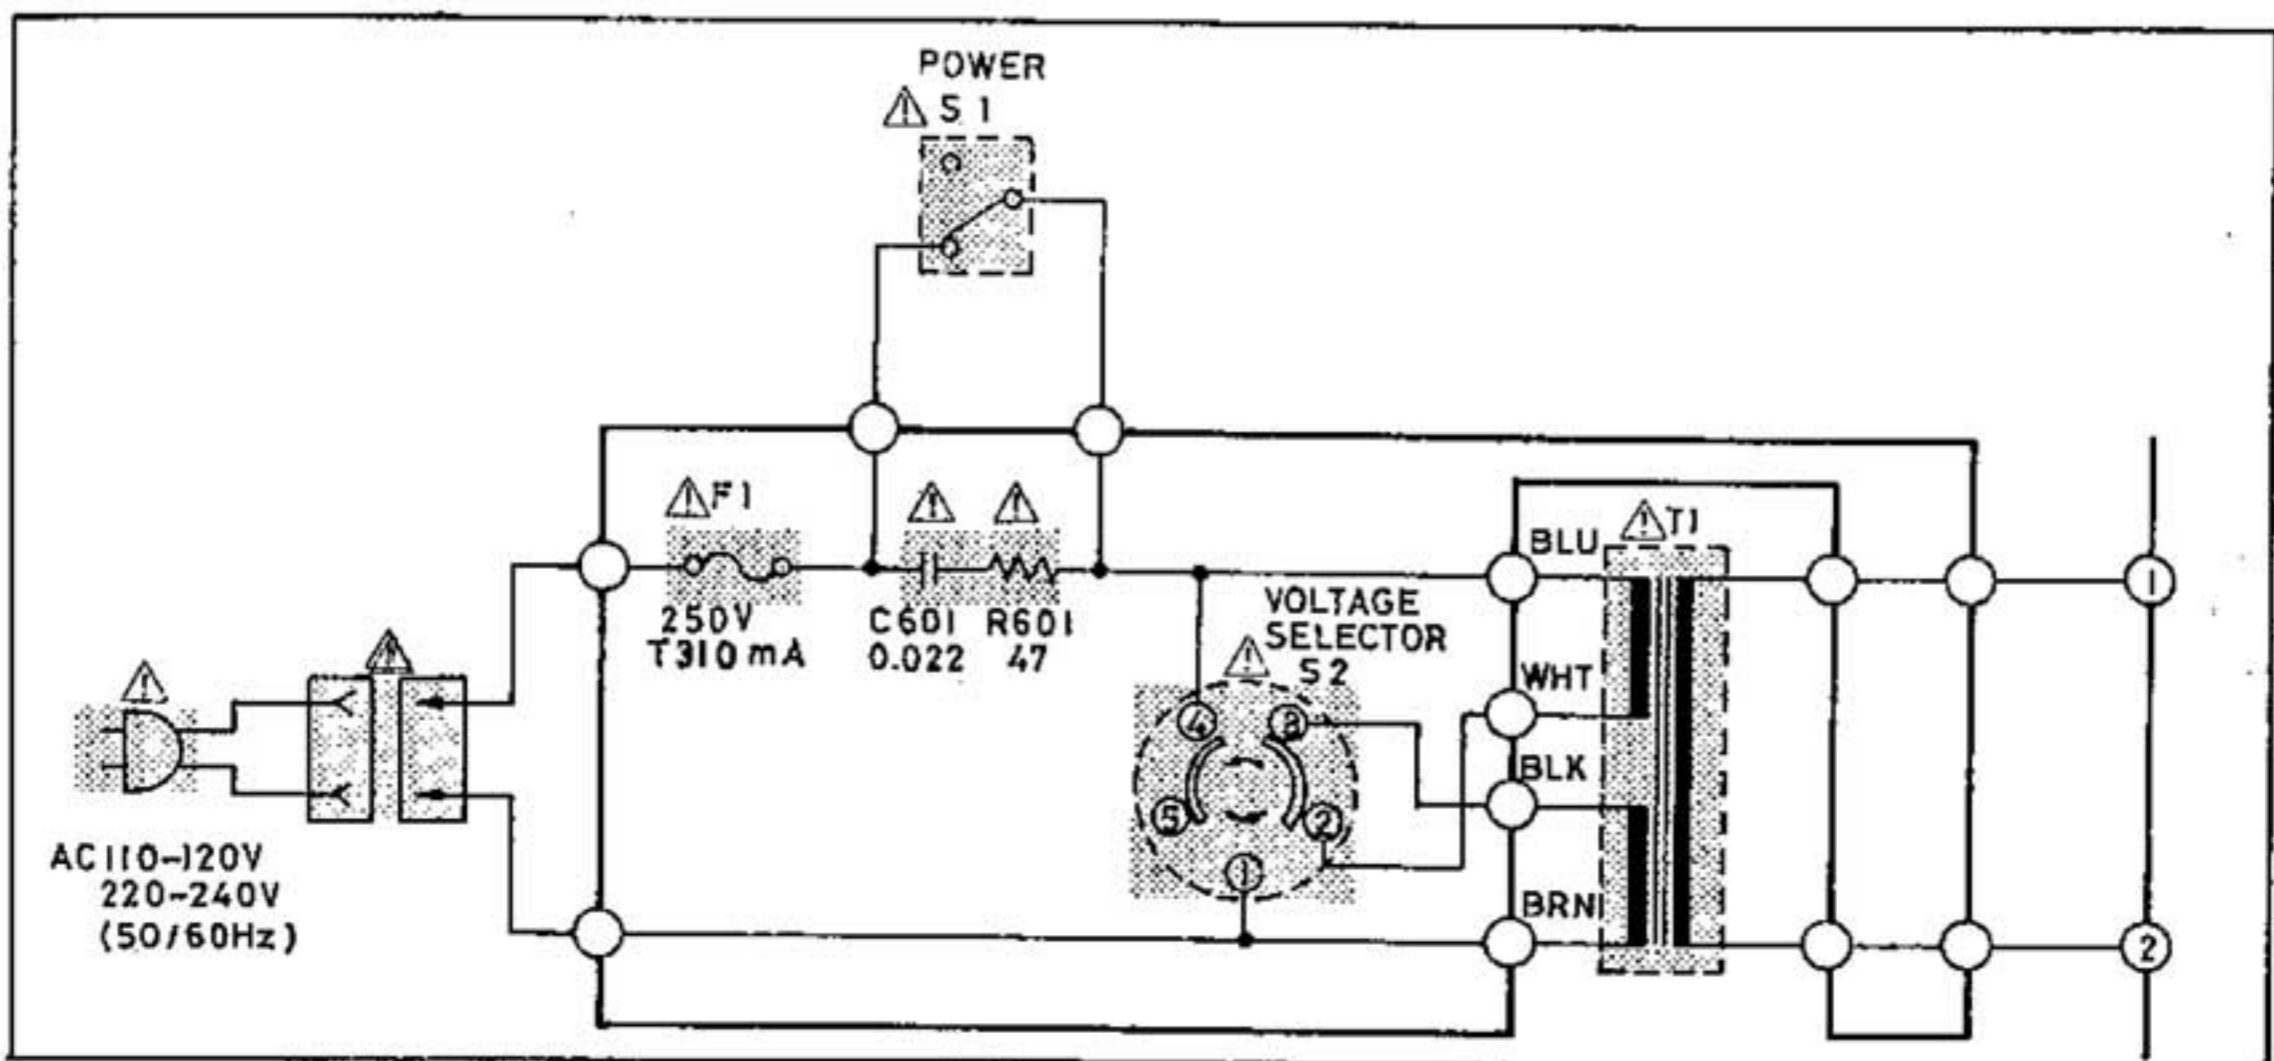 POWER
S1
F1
250V
T310mA
C601
0.022
R601
47
VOLTAGE
SELECTOR
S2
4
3
5
2
1
BLU
WHT
BLK
BRN
T1
1
2
AC110-120V
220-240V
(50/60Hz)